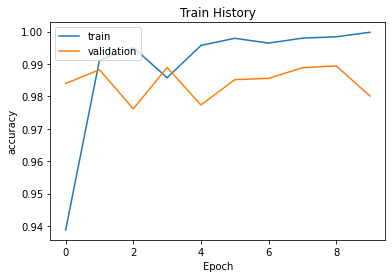 Train History
train
validation
accuracy
1.00
0.99
0.98
0.97
0.96
0.95
0.94
0
2
4
6
8
Epoch